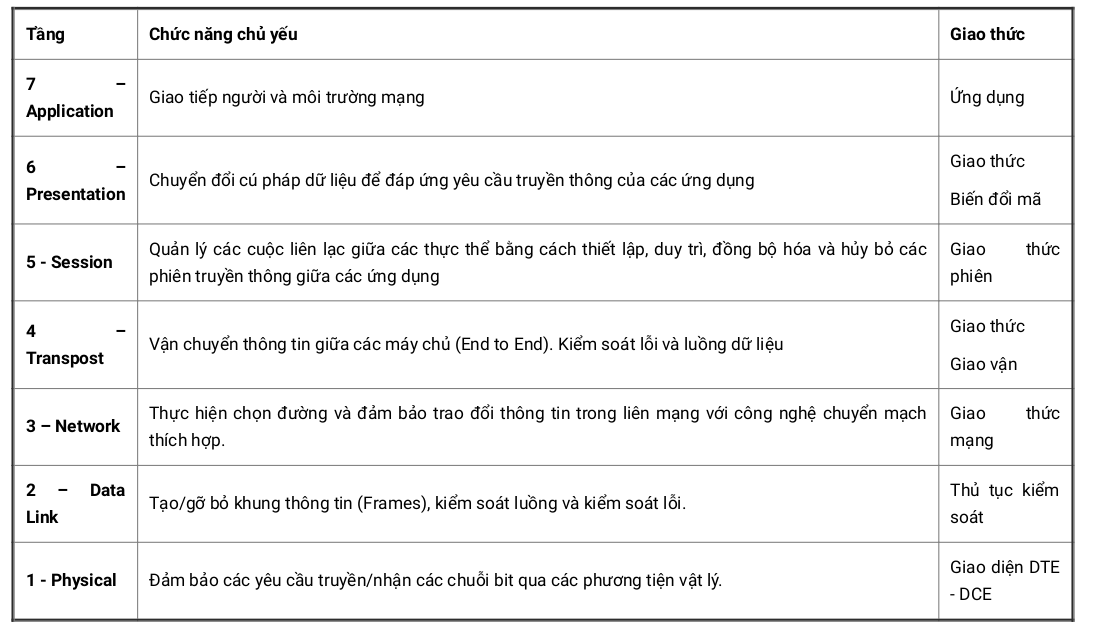 Tầng
Chức năng chủ yếu
Giao thức
7 –
Application
Giao tiếp người và môi trường mạng
Ứng dụng
6 –
Presentation
Chuyển đổi cú pháp dữ liệu để đáp ứng yêu cầu truyền thông của các ứng dụng
Giao thức
Biến đổi mã
5 - Session
Quản lý các cuộc liên lạc giữa các thực thể bằng cách thiết lập, duy trì, đồng bộ hóa và hủy bỏ các
phiên truyền thông giữa các ứng dụng
Giao thức
phiên
4 –
Transpost
Vận chuyển thông tin giữa các máy chủ (End to End). Kiểm soát lỗi và luồng dữ liệu
Giao thức
Giao vận
3 – Network
Thực hiện chọn đường và đảm bảo trao đổi thông tin trong liên mạng với công nghệ chuyển mạch
thích hợp.
Giao thức
mạng
2 – Data
Link
Tạo/gỡ bỏ khung thông tin (Frames), kiểm soát luồng và kiểm soát lỗi.
Thủ tục kiểm
soát
1 - Physical
Đảm bảo các yêu cầu truyền/nhận các chuỗi bit qua các phương tiện vật lý.
Giao diện DTE
- DCE